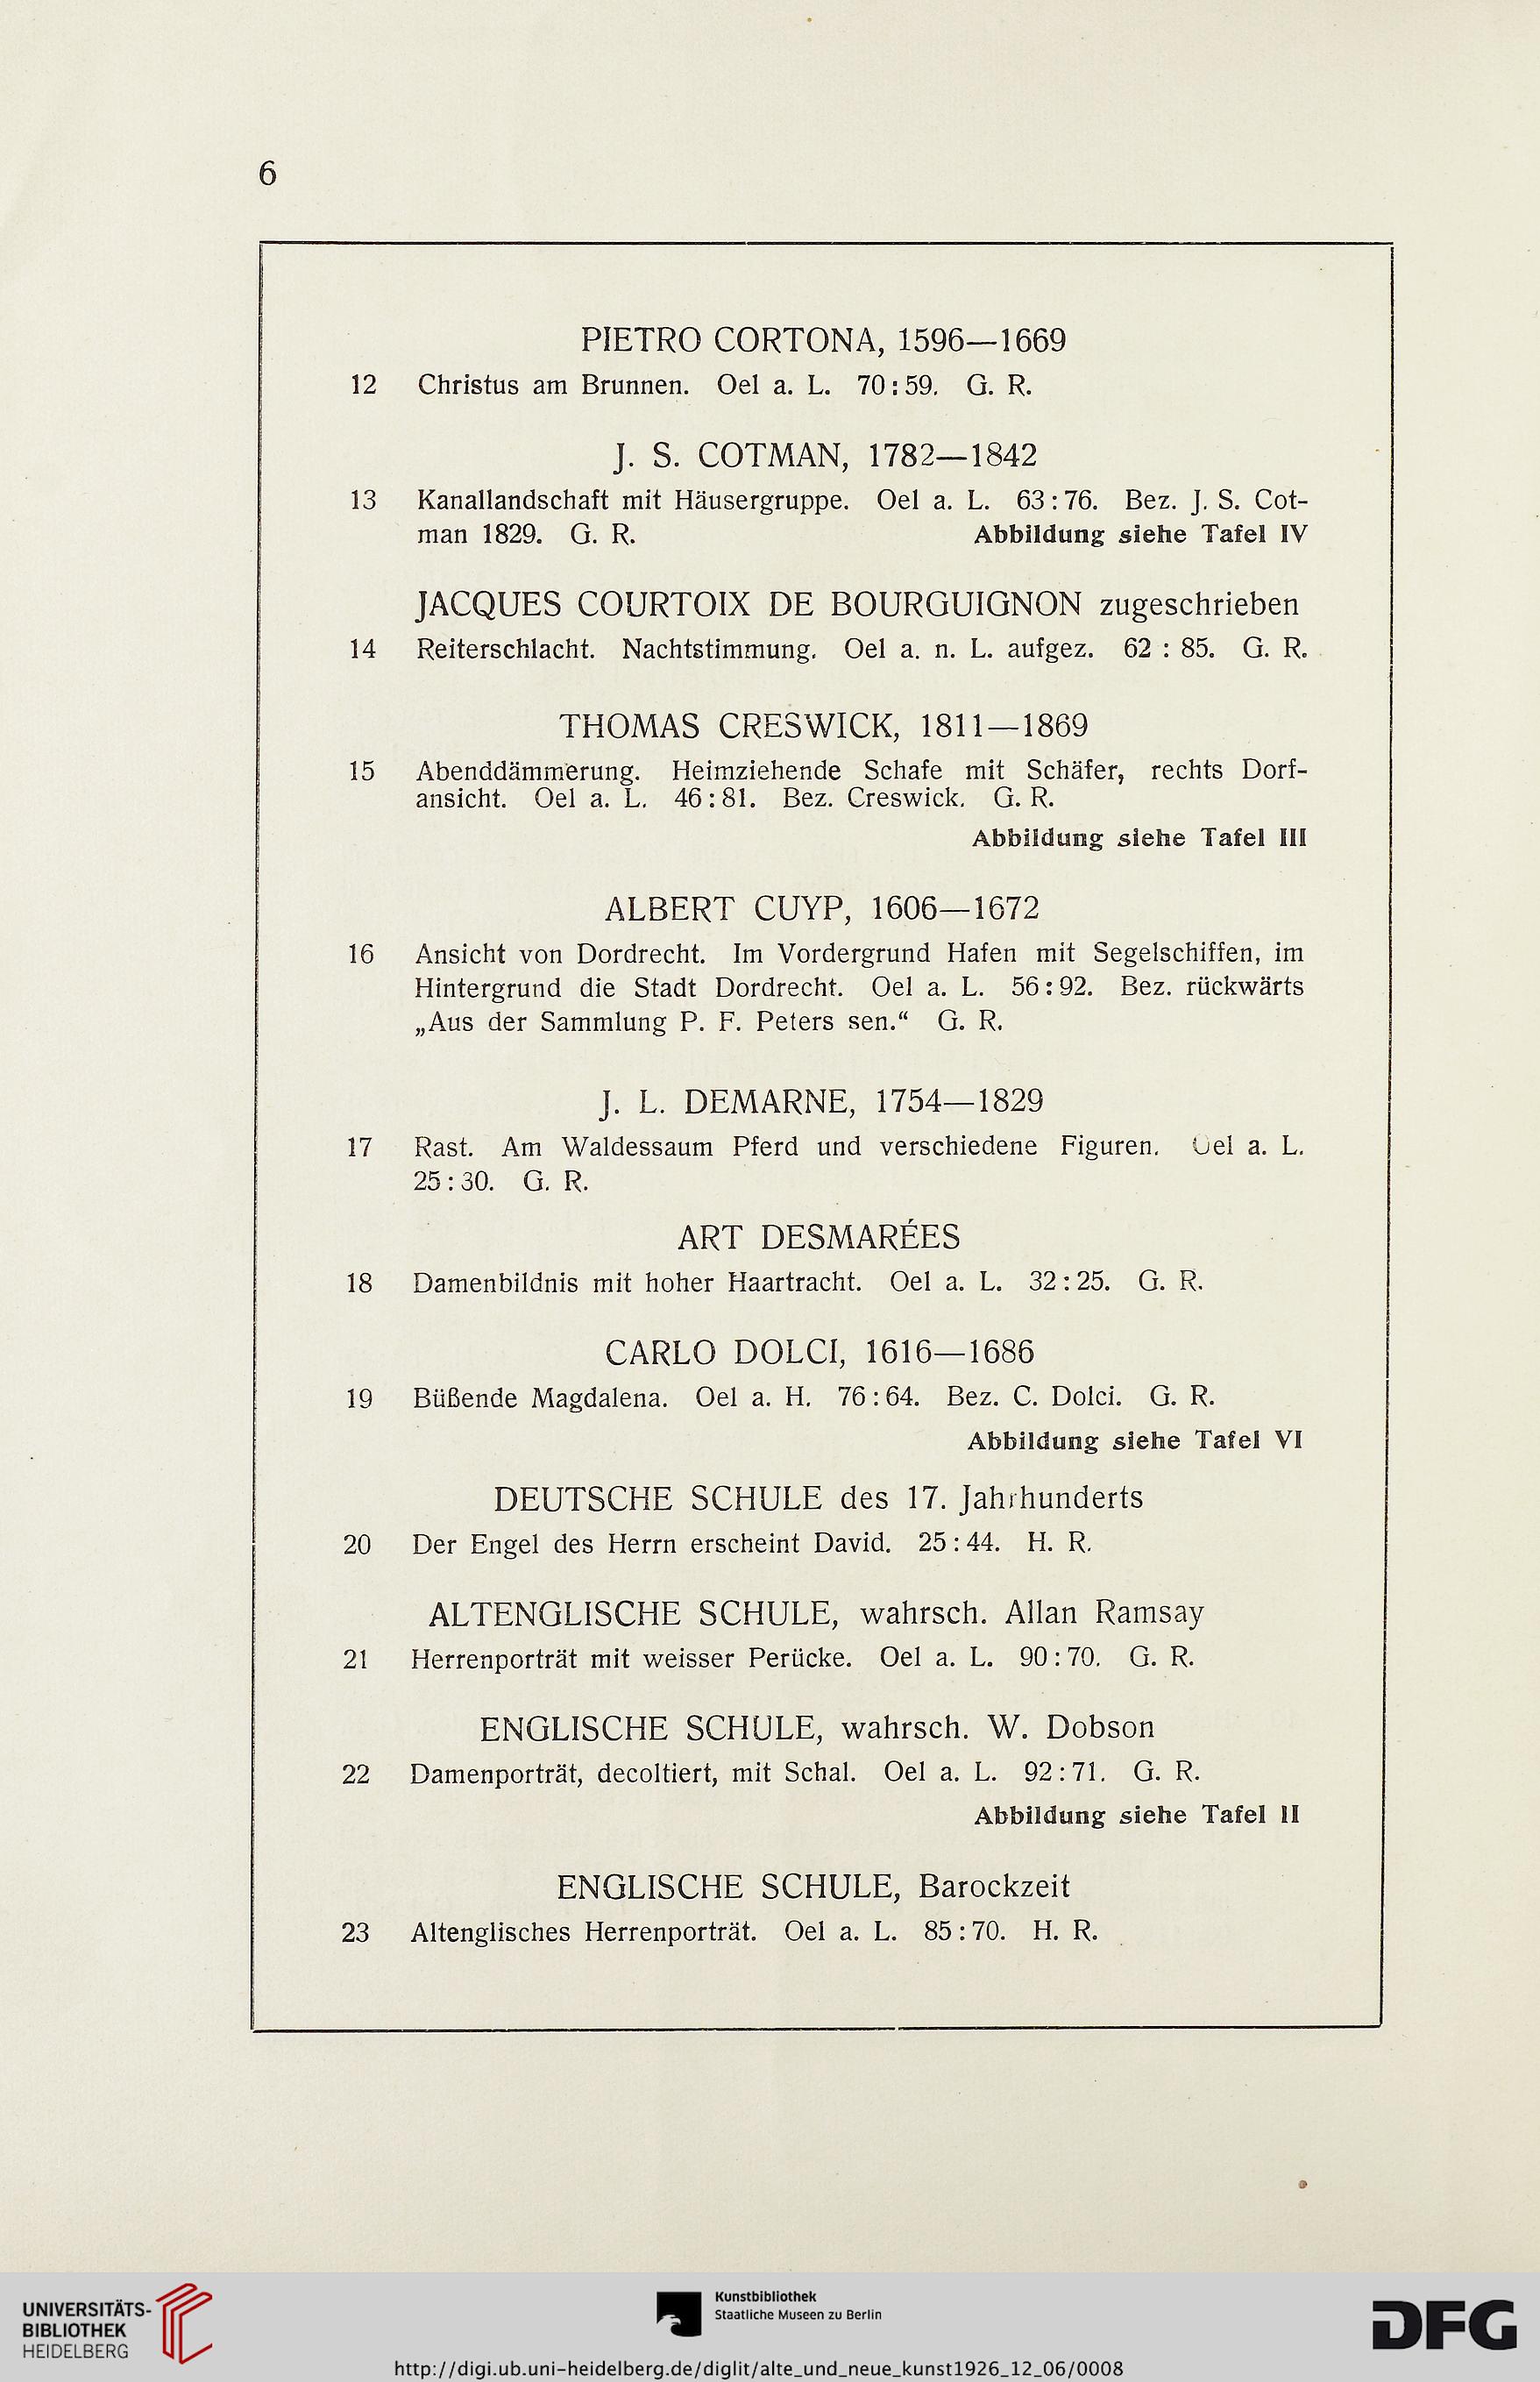 6
PIETRO CORTONA, 1596—1669
12 Christus am Brunnen. Oel a. L. 70:59. G. R.
J. S. COTMAN, 1782—1842
13 Kanallandschaft mit Häusergruppe. Oel a. L. 63:76. Bez. J. S. Cot-
man 1829. G. R. Abbildung siehe Tafel IV
JACQUES COURTOIX DE BOURGUIGNON zugeschrieben
14 Reiterschlacht. Nachtstimmung. Oel a. n. L. aufgez. 62 : 85. G. R.
THOMAS CRESWICK, 1811—1869
15 Abenddämmerung. Heimziehende Schafe mit Schäfer, rechts Dorf-
ansicht. Oel a. L. 46:81. Bez. Creswick. G. R.
Abbildung siehe Tafel III
ALBERT CUYP, 1606—1672
16 Ansicht von Dordrecht. Im Vordergrund Hafen mit Segelschiffen, im
Hintergrund die Stadt Dordrecht. Oel a. L. 56:92. Bez. rückwärts
„Aus der Sammlung P. F. Peters sen.“ G. R.
J. L. DEMARNE, 1754—1829
17 Rast. Am Waldessaum Pferd und verschiedene Figuren. Oel a. L.
25:30. G. R.
ART DESMARÉES
18 Damenbildnis mit hoher Haartracht. Oel a. L. 32:25. G. R.
CARLO DOLCI, 1616—1686
19 Büßende Magdalena. Oel a. H. 76:64. Bez. C. Dolci. G. R.
Abbildung siehe Tafel VI
DEUTSCHE SCHULE des 17. Jahrhunderts
20 Der Engel des Herrn erscheint David. 25:44. H. R.
ALTENGLISCHE SCHULE, wahrsch. Allan Ramsay
21 Herrenporträt mit weisser Perücke. Oel a. L. 90:70. G. R.
ENGLISCHE SCHULE, wahrsch. W. Dobson
22 Damenporträt, decoltiert, mit Schal. Oel a. L. 92:71. G. R.
Abbildung siehe Tafel II
ENGLISCHE SCHULE, Barockzeit
23 Altenglisches Herrenporträt. Oel a. L. 85:70. H. R.
UNIVERSITÄTS-
BIBLIOTHEK
HEIDELBERG
Kunstbibliothek
Staatliche Museen zu Berlin
DFG
http://digi.ub.uni-heidelberg.de/diglit/alte_und_neue_kunst1926_12_06/0008